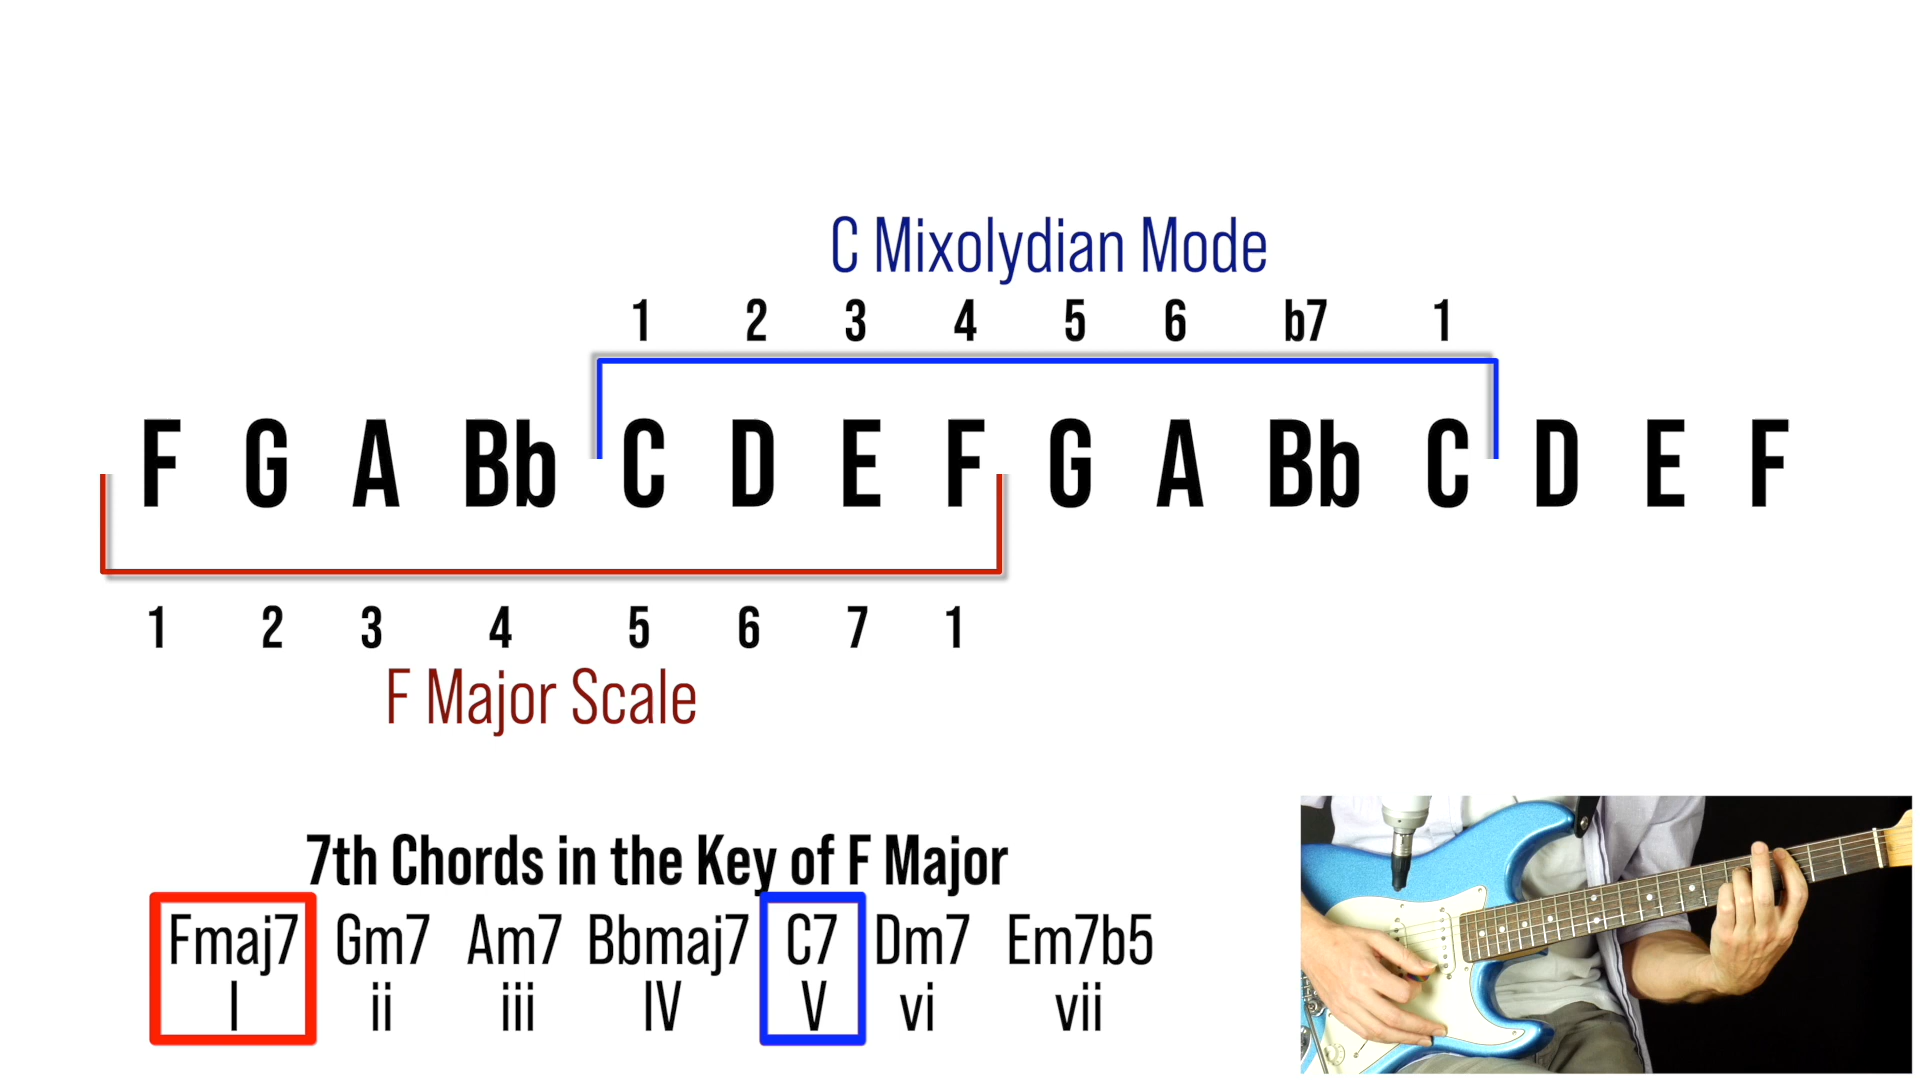 C Mixolydian Mode
1 2 3 4 5 6 b7 1
F G A Bb C D E F G A Bb C D E F
1 2 3 4 5 6 7 1
F Major Scale
7th Chords in the Key of F Major
Fmaj7 Gm7 Am7 Bbmaj7 C7 Dm7 Em7b5
I ii iii IV V vi vii